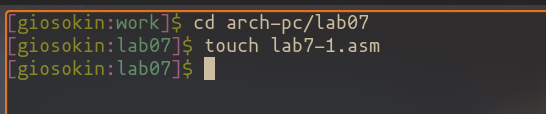 [giosokin:work]$ cd arch-pc/lab07
[giosokin:lab07]$ touch lab7-1.asm
[giosokin:lab07]$